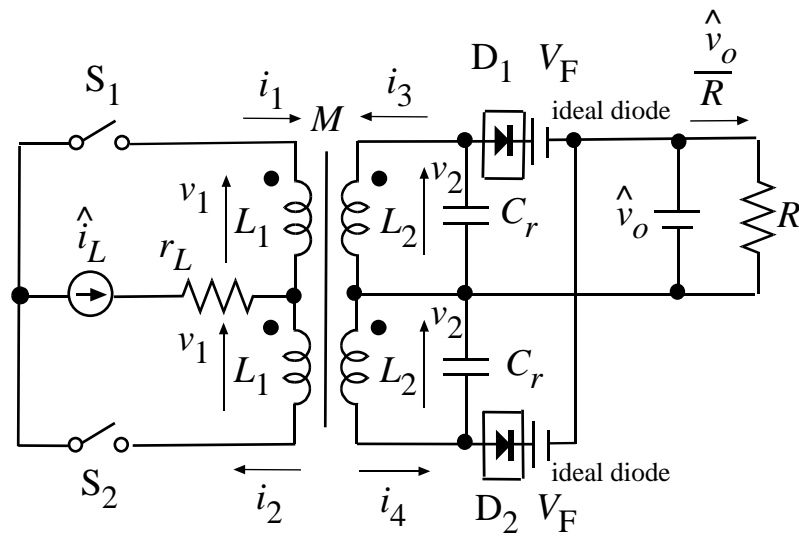 S1
i1
M
i3
D1 VF
ideal diode
v̂o
R
v1
L1
L2
v2
Cr
îL
rL
v̂o
R
v1
L1
L2
v2
Cr
S2
i2
i4
D2 VF
ideal diode